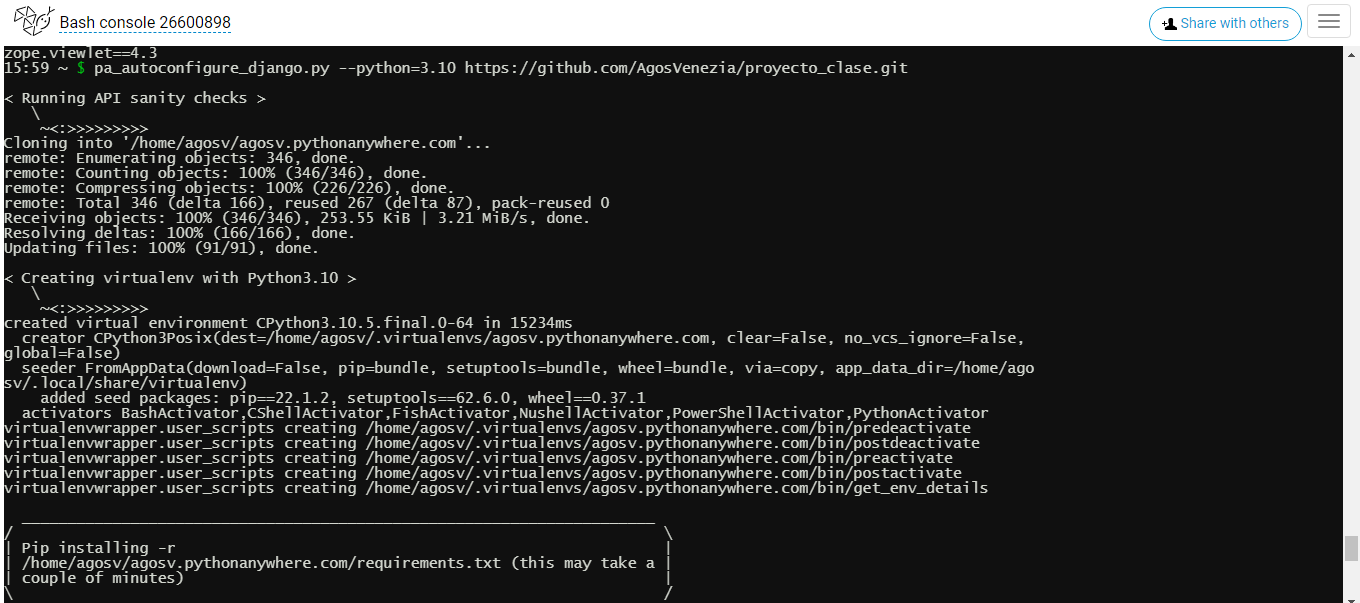 Bash console 26600898
Share with others
zope.viewlet==4.3
15:59 ~ $ pa_autoconfigure_django.py --python=3.10 https://github.com/AgosVenezia/proyecto_clase.git
< Running API sanity checks >
\
~<:>>>>>>>>>
Cloning into '/home/agosv/agosv.pythonanywhere.com'...
remote: Enumerating objects: 346, done.
remote: Counting objects: 100% (346/346), done.
remote: Compressing objects: 100% (226/226), done.
remote: Total 346 (delta 166), reused 267 (delta 87), pack-reused 0
Receiving objects: 100% (346/346), 253.55 KiB | 3.21 MiB/s, done.
Resolving deltas: 100% (166/166), done.
Updating files: 100% (91/91), done.
< Creating virtualenv with Python3.10 >
\
~<:>>>>>>>>>
created virtual environment CPython3.10.5.final.0-64 in 15234ms
creator CPython3Posix(dest=/home/agosv/.virtualenvs/agosv.pythonanywhere.com, clear=False, no_vcs_ignore=False,
global=False)
seeder FromAppData(download=False, pip=bundle, setuptools=bundle, wheel=bundle, via=copy, app_data_dir=/home/ago
sv/.local/share/virtualenv)
added seed packages: pip==22.1.2, setuptools==62.6.0, wheel==0.37.1
activators BashActivator,CShellActivator,FishActivator,NushellActivator,PowerShellActivator,PythonActivator
virtualenvwrapper.user_scripts creating /home/agosv/.virtualenvs/agosv.pythonanywhere.com/bin/predeactivate
virtualenvwrapper.user_scripts creating /home/agosv/.virtualenvs/agosv.pythonanywhere.com/bin/postdeactivate
virtualenvwrapper.user_scripts creating /home/agosv/.virtualenvs/agosv.pythonanywhere.com/bin/preactivate
virtualenvwrapper.user_scripts creating /home/agosv/.virtualenvs/agosv.pythonanywhere.com/bin/postactivate
virtualenvwrapper.user_scripts creating /home/agosv/.virtualenvs/agosv.pythonanywhere.com/bin/get_env_details
/ \
| Pip installing -r |
| /home/agosv/agosv.pythonanywhere.com/requirements.txt (this may take a |
| couple of minutes) |
\ /